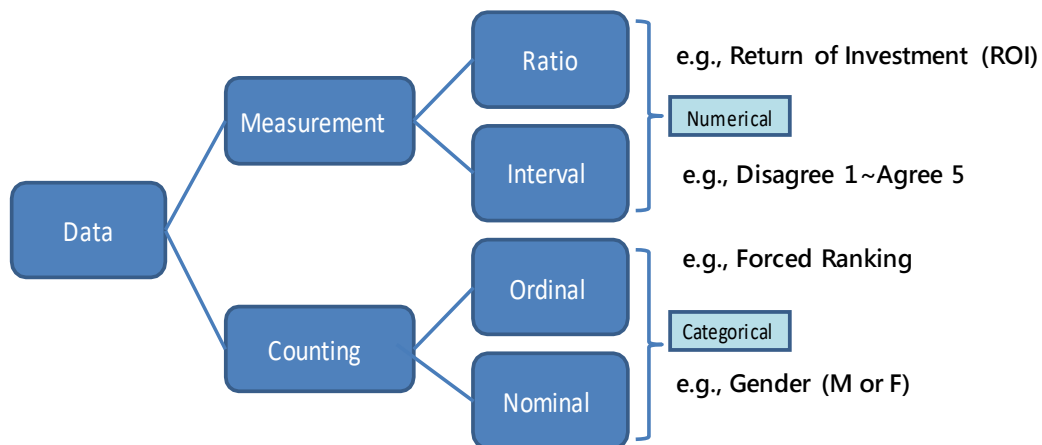 Ratio
e.g., Return of Investment (ROI)
Measurement
Numerical
Interval
e.g., Disagree 1~Agree 5
Data
Ordinal
e.g., Forced Ranking
Counting
Categorical
Nominal
e.g., Gender (M or F)